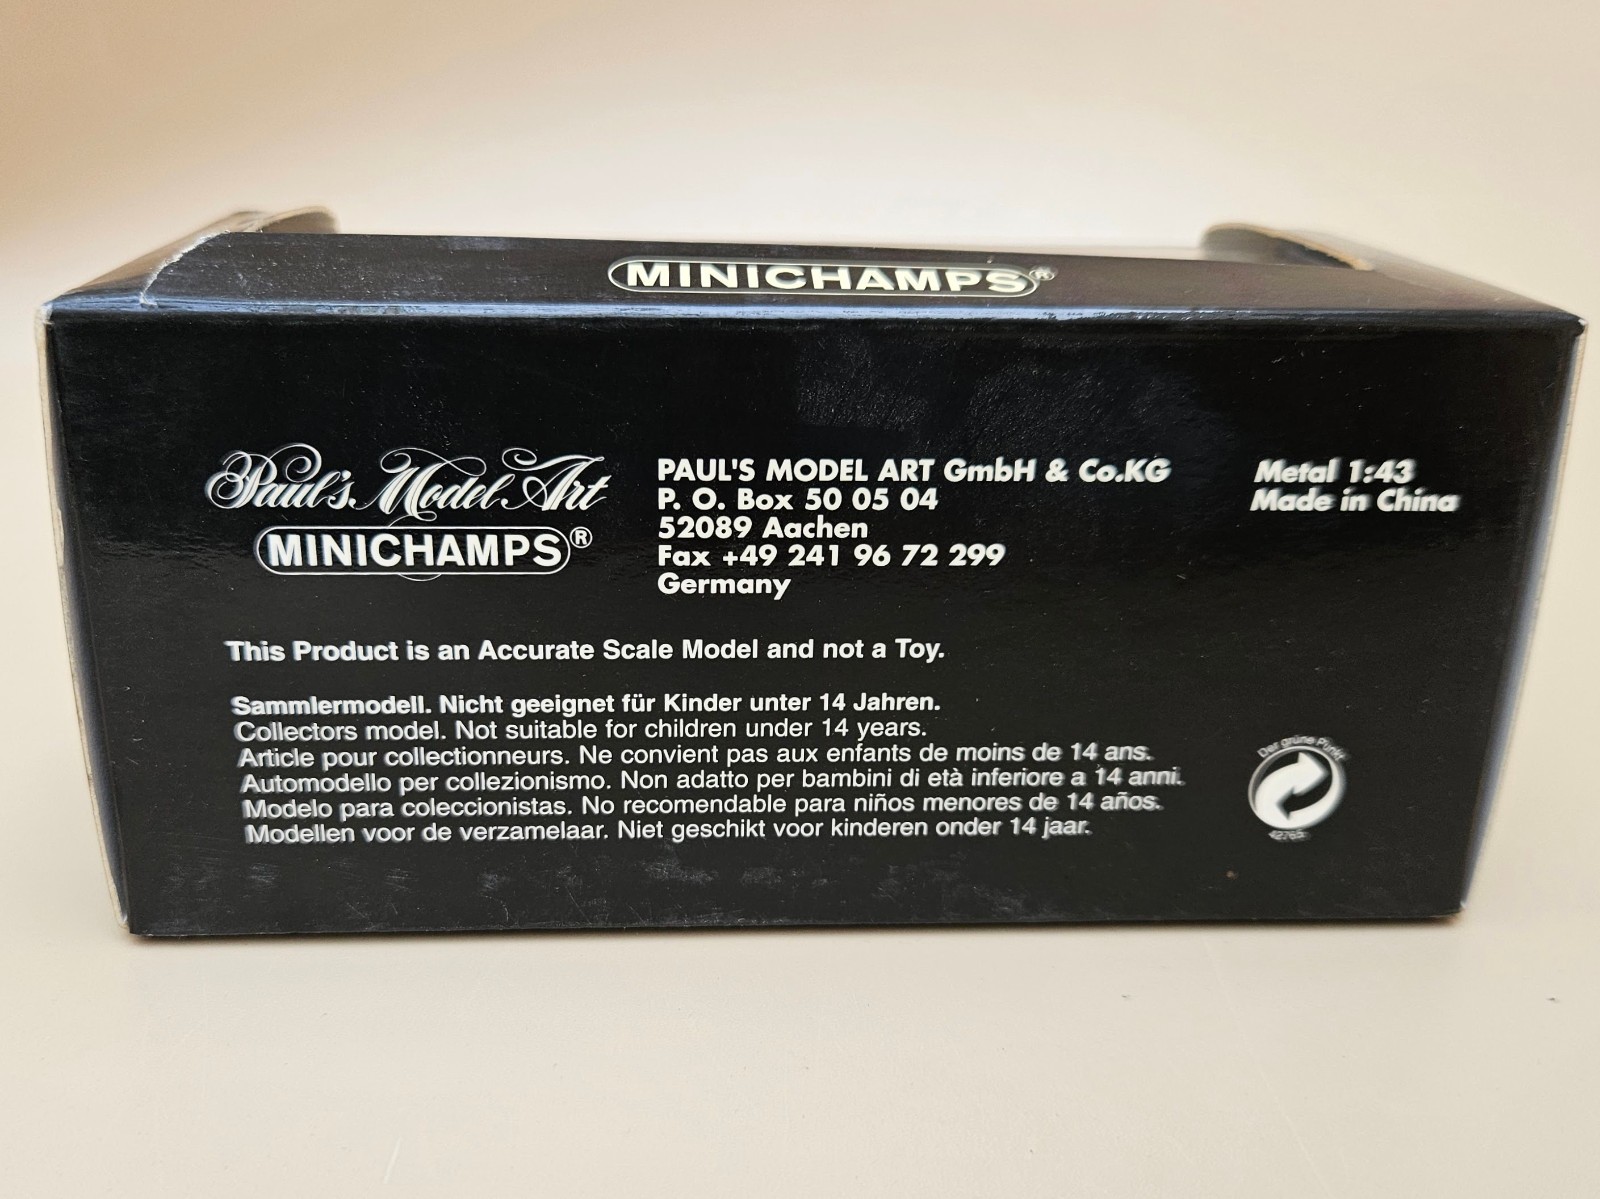 MINICHAMPS®
Paul's Model Art
MINICHAMPS®
PAUL'S MODEL ART GmbH & Co.KG
P. O. Box 50 05 04
52089 Aachen
Fax +49 241 96 72 299
Germany
Metal 1:43
Made in China
This Product is an Accurate Scale Model and not a Toy.
Sammlermodell. Nicht geeignet für Kinder unter 14 Jahren.
Collectors model. Not suitable for children under 14 years.
Article pour collectionneurs. Ne convient pas aux enfants de moins de 14 ans.
Automodello per collezionismo. Non adatto per bambini di età inferiore a 14 anni.
Modelo para coleccionistas. No recomendable para niños menores de 14 años.
Modellen voor de verzamelaar. Niet geschikt voor kinderen onder 14 jaar.
Der grüne Punkt